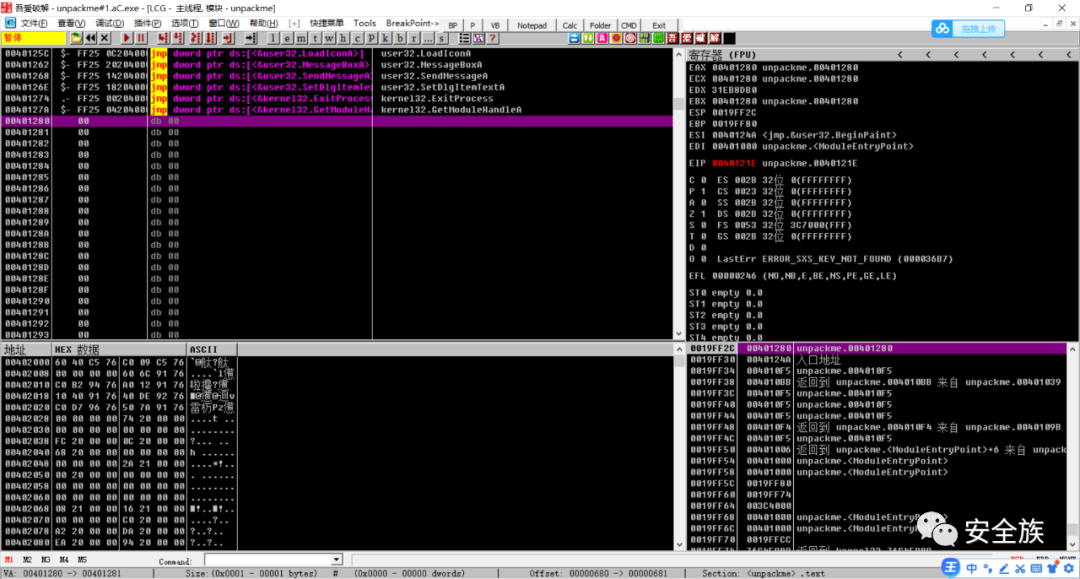 吾爱破解 - unpackme#1.aC.exe - [LCG - 主线程, 模块 - unpackme]
文件(F) 查看(V) 调试(D) 插件(P) 选项(T) 窗口(W) 帮助(H) [+] 快捷菜单 Tools BreakPoint-> BP P VB Notepad Calc Folder CMD Exit
拖拽上传
暂停 l e m t w h c P k b r ... s
0040125C $- FF25 0C20400 jmp dword ptr ds:[<&user32.LoadIconA>] user32.LoadIconA
00401262 $- FF25 2020400 jmp dword ptr ds:[<&user32.MessageBoxA> user32.MessageBoxA
00401268 $- FF25 1420400 jmp dword ptr ds:[<&user32.SendMessageA user32.SendMessageA
0040126E $- FF25 1820400 jmp dword ptr ds:[<&user32.SetDlgItemTex user32.SetDlgItemTextA
00401274 .- FF25 0020400 jmp dword ptr ds:[<&kernel32.ExitProcess kernel32.ExitProcess
0040127A $- FF25 0420400 jmp dword ptr ds:[<&kernel32.GetModuleHa kernel32.GetModuleHandleA
00401280 00 db 00
00401281 00 db 00
00401282 00 db 00
00401283 00 db 00
00401284 00 db 00
00401285 00 db 00
00401286 00 db 00
00401287 00 db 00
00401288 00 db 00
00401289 00 db 00
0040128A 00 db 00
0040128B 00 db 00
0040128C 00 db 00
0040128D 00 db 00
0040128E 00 db 00
0040128F 00 db 00
00401290 00 db 00
00401291 00 db 00
00401292 00 db 00
00401293 00 db 00
寄存器 (FPU) < < < < < < <
EAX 00401280 unpackme.00401280
ECX 00401280 unpackme.00401280
EDX 31EB8DB0
EBX 00401280 unpackme.00401280
ESP 0019FF2C
EBP 0019FF80
ESI 0040124A <jmp.&user32.BeginPaint>
EDI 00401000 unpackme.<ModuleEntryPoint>
EIP 0040121E unpackme.0040121E
C 0 ES 002B 32位 0(FFFFFFFF)
P 1 CS 0023 32位 0(FFFFFFFF)
A 0 SS 002B 32位 0(FFFFFFFF)
Z 1 DS 002B 32位 0(FFFFFFFF)
S 0 FS 0053 32位 3C7000(FFF)
T 0 GS 002B 32位 0(FFFFFFFF)
D 0
O 0 LastErr ERROR_SXS_KEY_NOT_FOUND (000036B7)
EFL 00000246 (NO,NB,E,BE,NS,PE,GE,LE)
ST0 empty 0.0
ST1 empty 0.0
ST2 empty 0.0
ST3 empty 0.0
ST4 empty 0.0
地址 HEX 数据 ASCII
00402000 60 40 C5 76 C0 09 C5 76
00402008 00 00 00 00 60 6C 91 76
00402010 C0 B2 94 76 A0 12 91 76
00402018 10 40 91 76 40 DE 92 76
00402020 C0 D7 96 76 50 7A 91 76
00402028 00 00 00 00 74 20 00 00 ....t ..
00402030 00 00 00 00 00 00 00 00 ........
00402038 FC 20 00 00 0C 20 00 00
00402040 68 20 00 00 00 00 00 00 h ......
00402048 00 00 00 00 2A 21 00 00 ....*!..
00402050 00 20 00 00 00 00 00 00 . ......
00402058 00 00 00 00 00 00 00 00 ........
00402060 00 00 00 00 00 00 00 00 ........
00402068 08 21 00 00 16 21 00 00
00402070 00 00 00 00 C0 20 00 00 ....?..
00402078 A2 20 00 00 DA 20 00 00 ?..?..
00402080 EA 20 00 00 94 20 00 00 ?..?..
0019FF2C 00401280 unpackme.00401280
0019FF30 0040124A 入口地址
0019FF34 004010F5 unpackme.004010F5
0019FF38 004010BB 返回到 unpackme.004010BB 来自 unpackme.00401039
0019FF3C 004010F5 unpackme.004010F5
0019FF40 004010F5 unpackme.004010F5
0019FF44 004010F5 unpackme.004010F5
0019FF48 004010F4 返回到 unpackme.004010F4 来自 unpackme.0040109B
0019FF4C 004010F5 unpackme.004010F5
0019FF50 00401006 返回到 unpackme.<ModuleEntryPoint>+6 来自 unpack
0019FF54 00401000 unpackme.<ModuleEntryPoint>
0019FF58 00401000 unpackme.<ModuleEntryPoint>
0019FF5C 0019FF80
0019FF60 0019FF74
0019FF64 003C4000
0019FF68 00401000 unpackme.<ModuleEntryPoint>
0019FF6C 00401000 unpackme.<ModuleEntryPoint>
0019FF70 0019FFCC
安全族
M1 M2 M3 M4 M5 Command:
VA: 00401280 -> 00401281 Size:(0x0001 - 00001 bytes) # (0x0000 - 00000 dwords) Offset: 00000680 -> 00000681 Section: <unpackme> .text
王 中